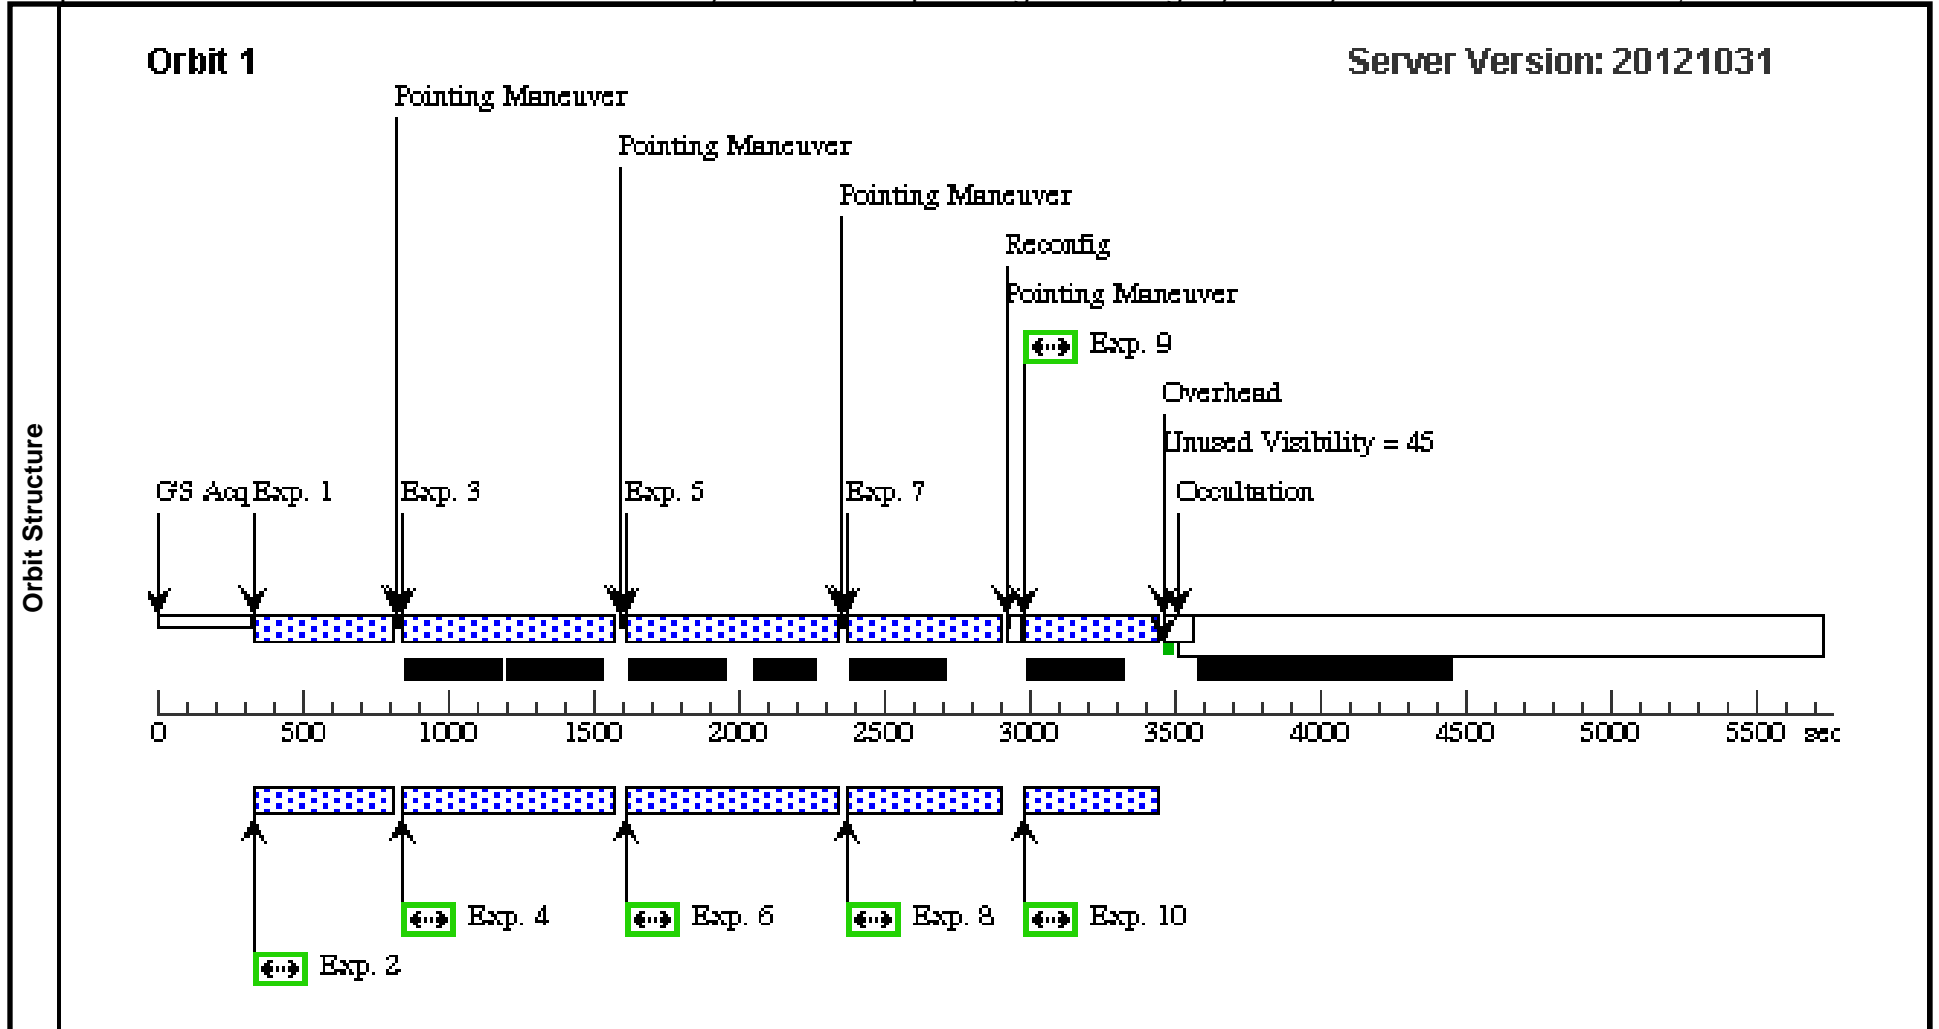 Orbit 1
Server Version: 20121031
Pointing Maneuver
Pointing Maneuver
Pointing Maneuver
Reconfig
Pointing Maneuver
Exp. 9
Overhead
Unused Visibility = 45
GS Acq Exp. 1 Exp. 3 Exp. 5 Exp. 7 Occultation
Orbit Structure
0 500 1000 1500 2000 2500 3000 3500 4000 4500 5000 5500 sec
Exp. 4 Exp. 6 Exp. 8 Exp. 10
Exp. 2